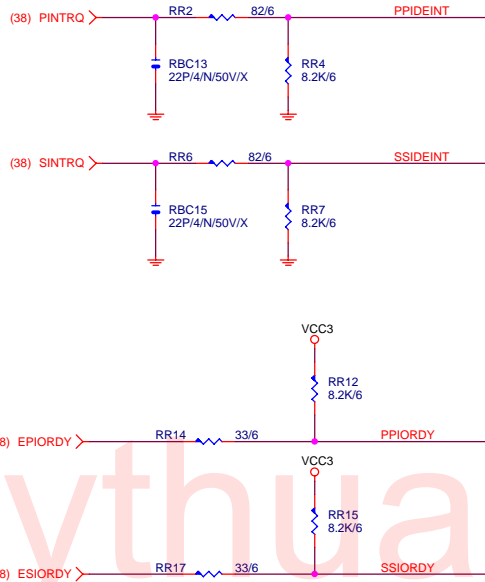 (38) PINTRQ RR2 82/6 PPIDEINT
RBC13
22P/4/N/50V/X
RR4
8.2K/6
(38) SINTRQ RR6 82/6 SSIDEINT
RBC15
22P/4/N/50V/X
RR7
8.2K/6
VCC3
RR12
8.2K/6
8) EPIORDY RR14 33/6 PPIORDY
VCC3
RR15
8.2K/6
8) ESIORDY RR17 33/6 SSIORDY
vthua